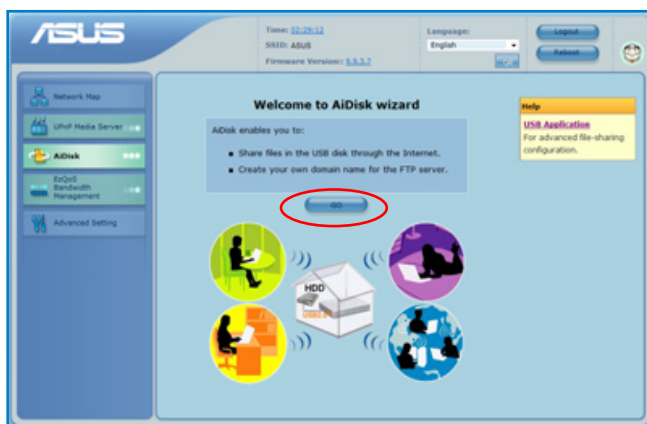 ASUS
Time: 02:29:12
SSID: ASUS
Firmware Version: 9.9.3.7
Language:
English
Logout
Reboot
Network Map
UPnP Media Server
AiDisk
EzQoS
Bandwidth
Management
Advanced Setting
Welcome to AiDisk wizard
AiDisk enables you to:
Share files in the USB disk through the Internet.
Create your own domain name for the FTP server.
GO
HDD
Help
USB Application
For advanced file-sharing
configuration.